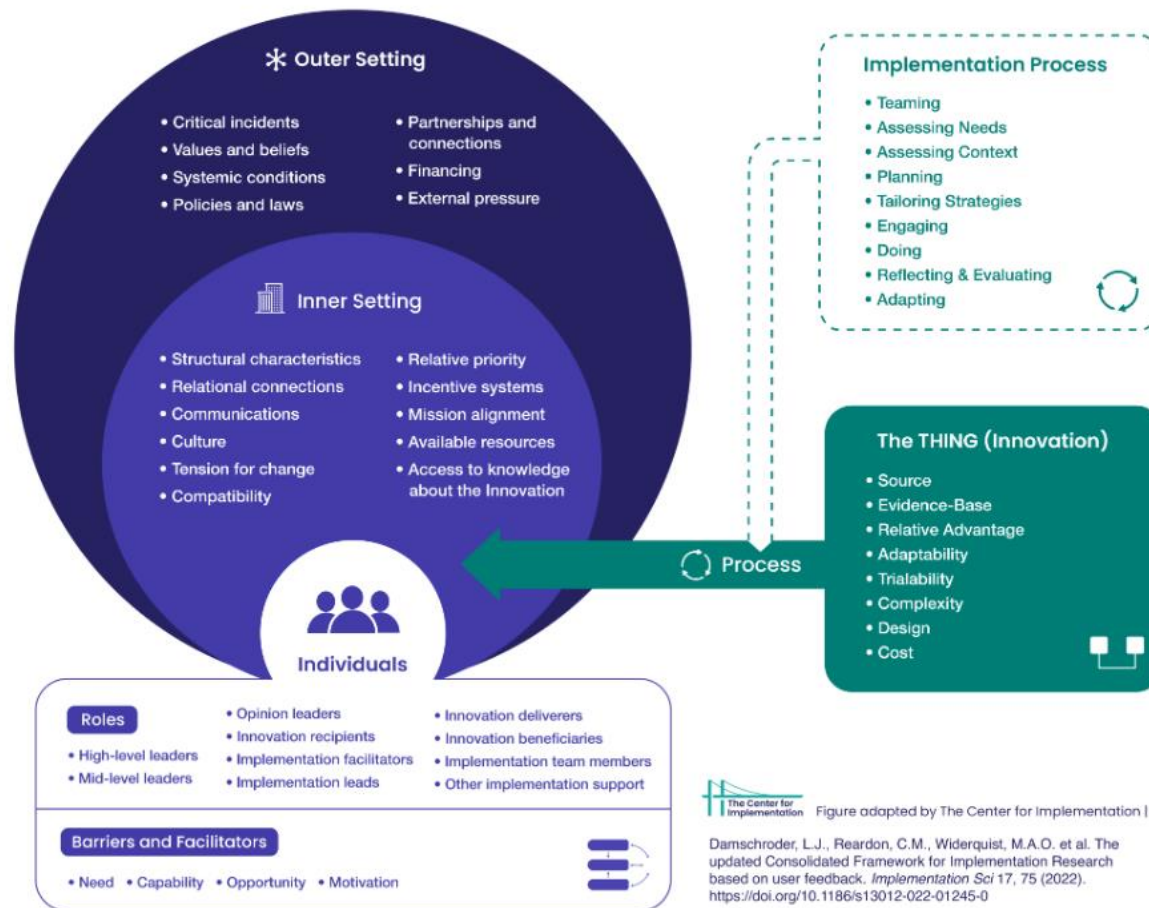 Outer Setting
• Critical incidents
• Values and beliefs
• Systemic conditions
• Policies and laws
• Partnerships and
connections
• Financing
• External pressure
Inner Setting
• Structural characteristics
• Relational connections
• Communications
• Culture
• Tension for change
• Compatibility
• Relative priority
• Incentive systems
• Mission alignment
• Available resources
• Access to knowledge
about the Innovation
Individuals
Roles
• High-level leaders
• Mid-level leaders
• Opinion leaders
• Innovation recipients
• Implementation facilitators
• Implementation leads
• Innovation deliverers
• Innovation beneficiaries
• Implementation team members
• Other implementation support
Barriers and Facilitators
• Need • Capability • Opportunity • Motivation
Implementation Process
• Teaming
• Assessing Needs
• Assessing Context
• Planning
• Tailoring Strategies
• Engaging
• Doing
• Reflecting & Evaluating
• Adapting
Process
The THING (Innovation)
• Source
• Evidence-Base
• Relative Advantage
• Adaptability
• Trialability
• Complexity
• Design
• Cost
The Center for
Implementation
Figure adapted by The Center for Implementation |
Damschroder, L.J., Reardon, C.M., Widerquist, M.A.O. et al. The
updated Consolidated Framework for Implementation Research
based on user feedback. Implementation Sci 17, 75 (2022).
https://doi.org/10.1186/s13012-022-01245-0